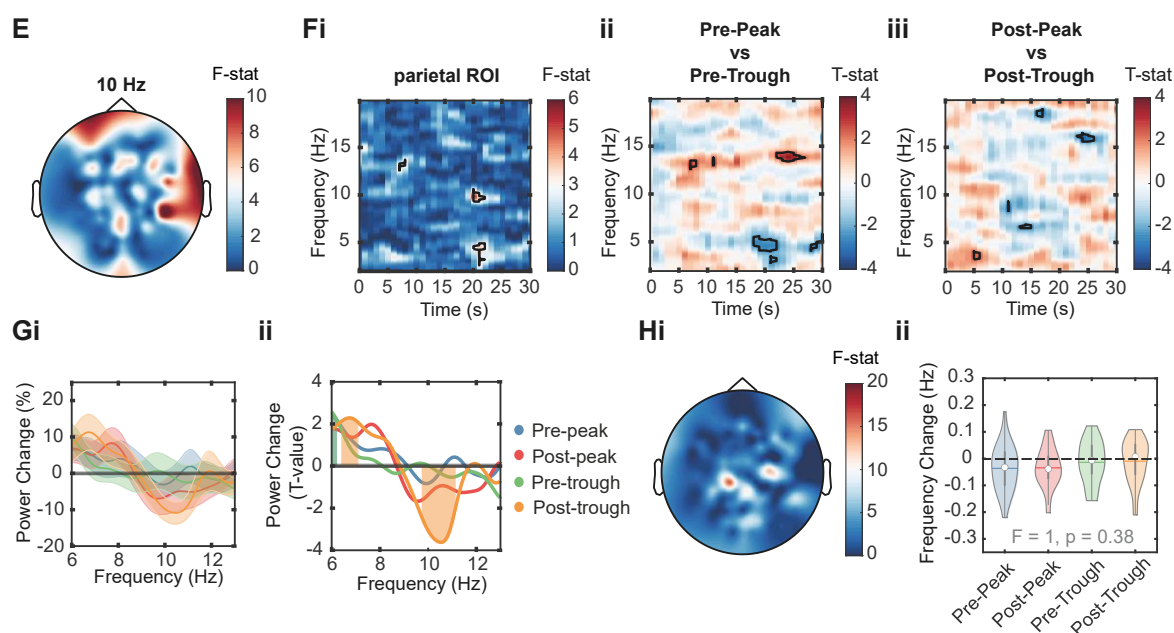 E
10 Hz
F-stat
10
8
6
4
2
0
Fi
parietal ROI
F-stat
Frequency (Hz)
15
10
5
0 5 10 15 20 25 30
Time (s)
6
5
4
3
2
1
0
ii
Pre-Peak
vs
Pre-Trough
T-stat
Frequency (Hz)
15
10
5
0 5 10 15 20 25 30
Time (s)
4
2
0
-2
-4
iii
Post-Peak
vs
Post-Trough
T-stat
Frequency (Hz)
15
10
5
0 5 10 15 20 25 30
Time (s)
4
2
0
-2
-4
Gi
Power Change (%)
20
10
0
-10
-20
6 8 10 12
Frequency (Hz)
ii
Power Change
(T-value)
4
2
0
-2
-4
6 8 10 12
Frequency (Hz)
Pre-peak
Post-peak
Pre-trough
Post-trough
Hi
F-stat
20
15
10
5
0
ii
Frequency Change (Hz)
0.3
0.2
0.1
0
-0.1
-0.2
-0.3
F = 1, p = 0.38
Pre-Peak
Post-Peak
Pre-Trough
Post-Trough